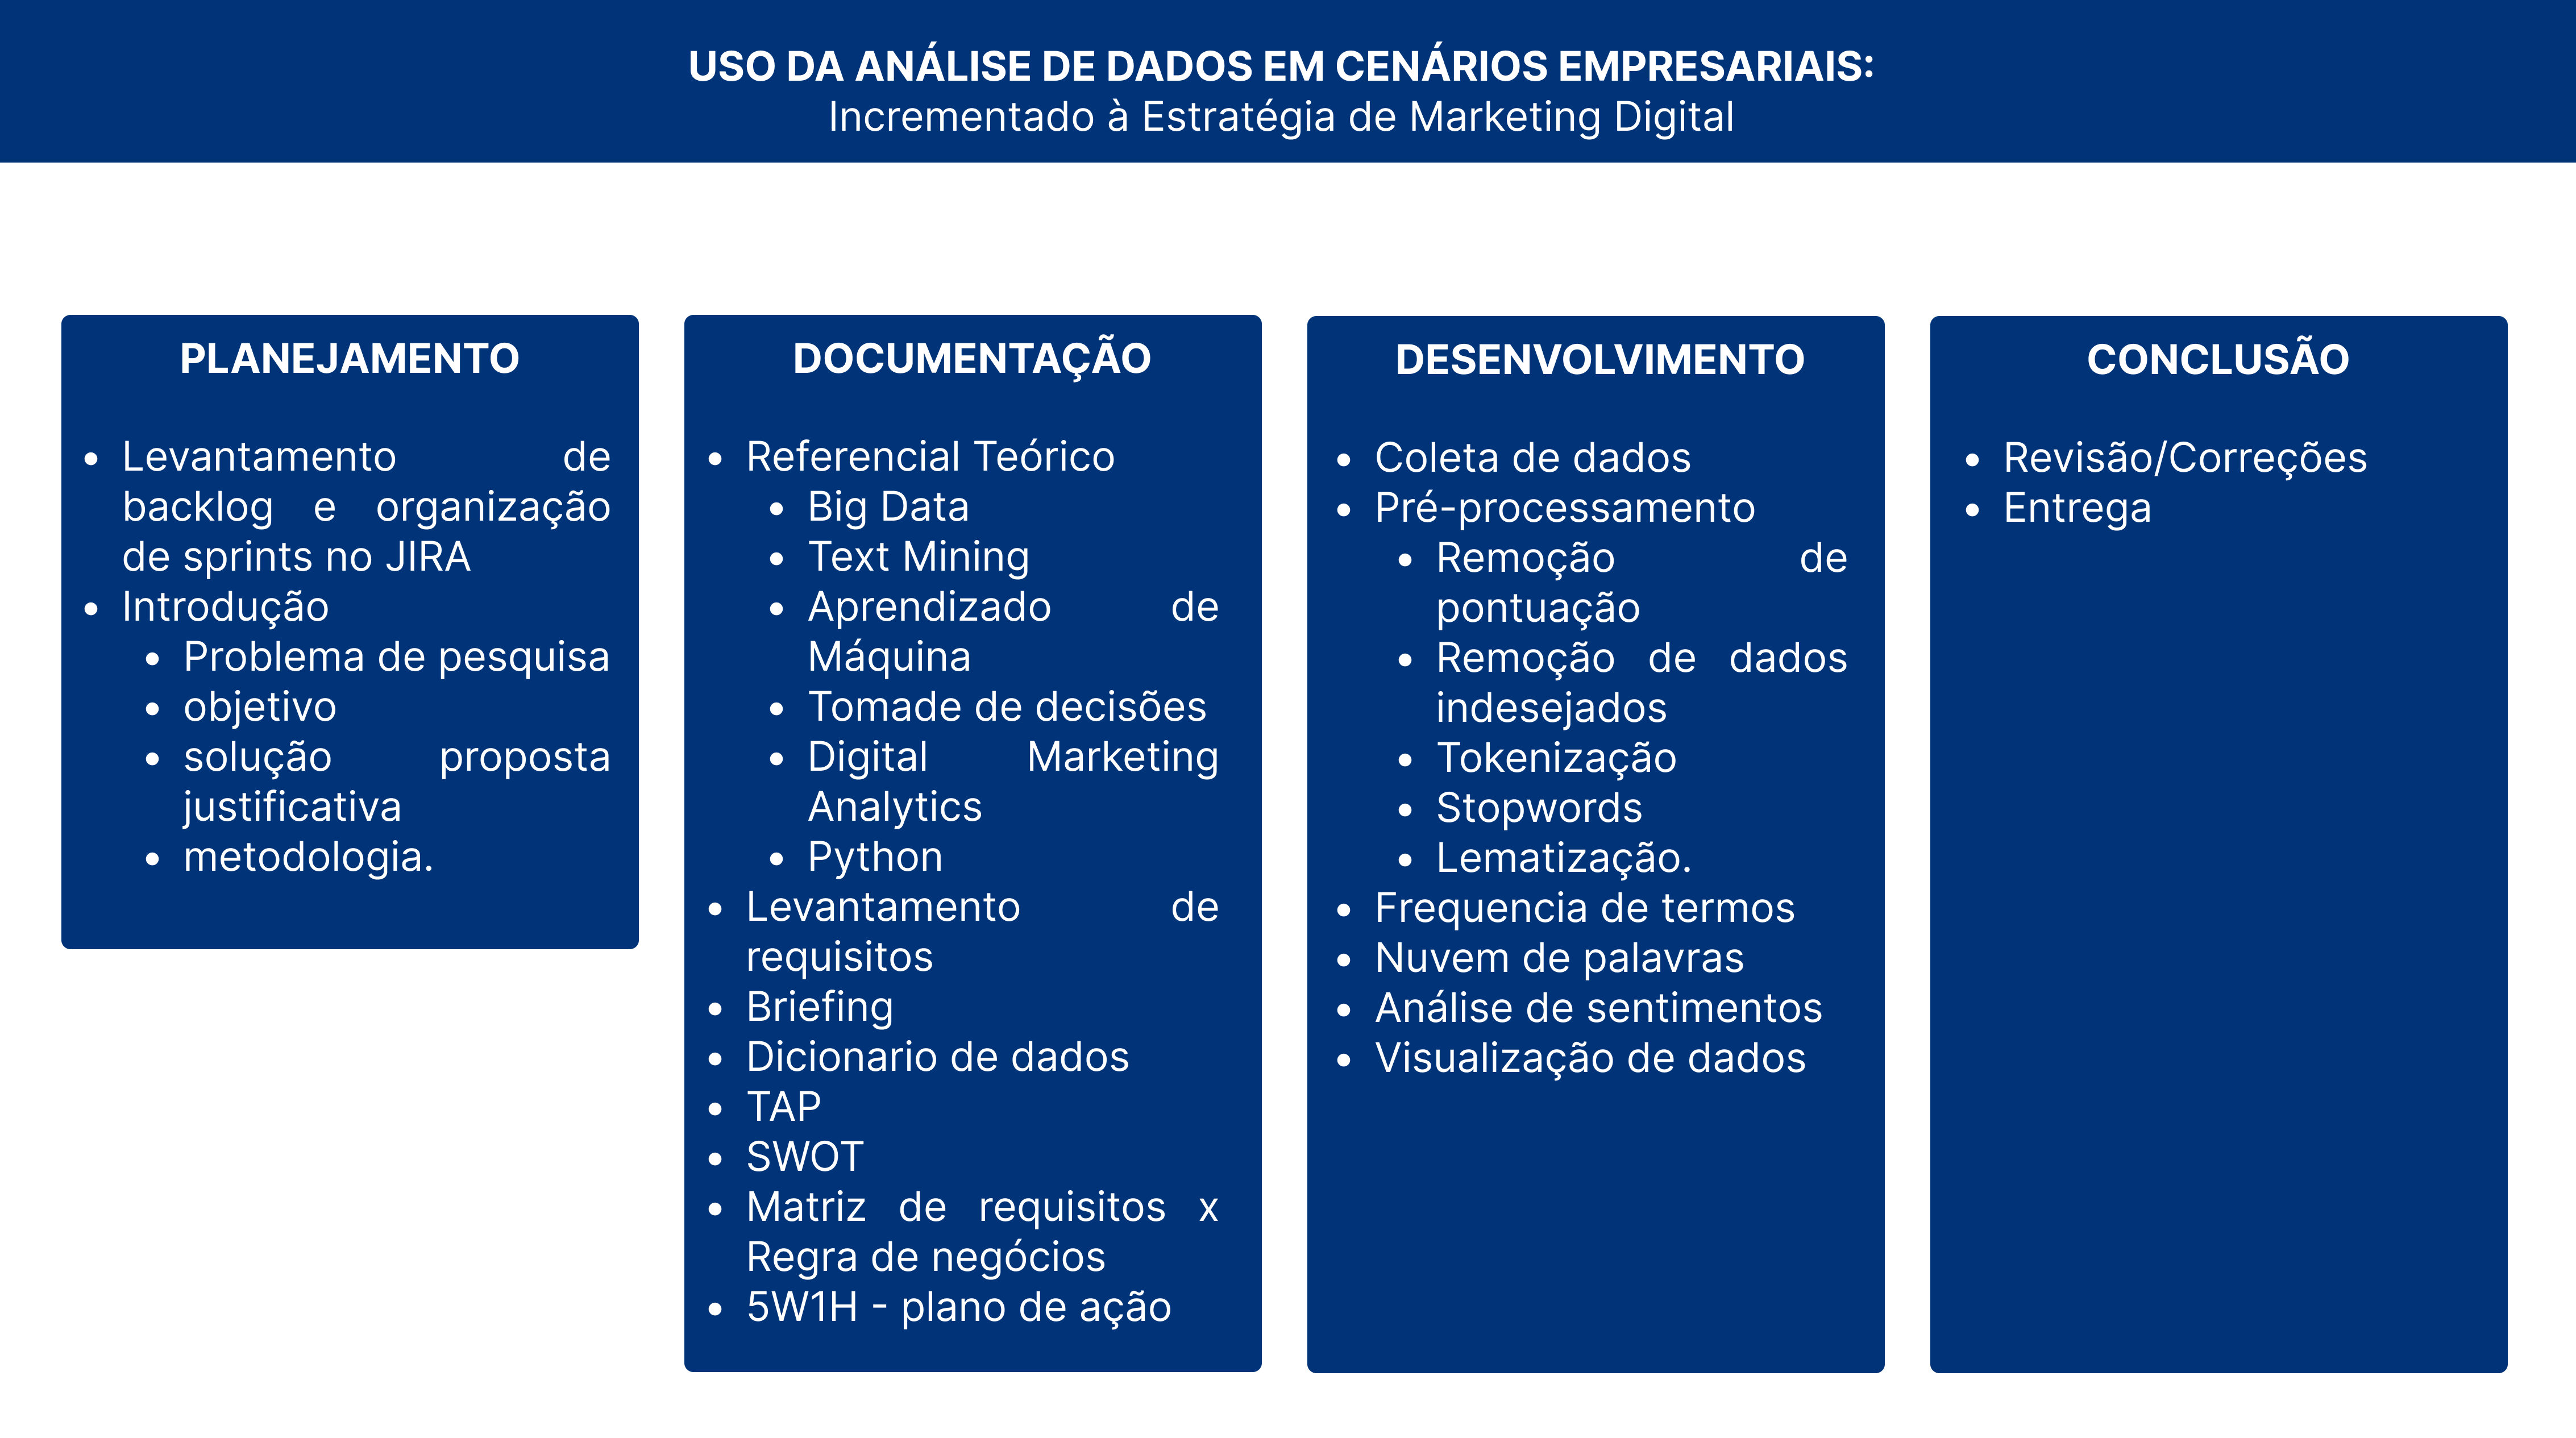 USO DA ANÁLISE DE DADOS EM CENÁRIOS EMPRESARIAIS:
Incrementado à Estratégia de Marketing Digital
PLANEJAMENTO
• Levantamento de
backlog e organização
de sprints no JIRA
• Introdução
• Problema de pesquisa
• objetivo
• solução proposta
justificativa
• metodologia.
DOCUMENTAÇÃO
• Referencial Teórico
• Big Data
• Text Mining
• Aprendizado de
Máquina
• Tomade de decisões
• Digital Marketing
Analytics
• Python
• Levantamento de
requisitos
• Briefing
• Dicionario de dados
• TAP
• SWOT
• Matriz de requisitos x
Regra de negócios
• 5W1H - plano de ação
DESENVOLVIMENTO
• Coleta de dados
• Pré-processamento
• Remoção de
pontuação
• Remoção de dados
indesejados
• Tokenização
• Stopwords
• Lematização.
• Frequencia de termos
• Nuvem de palavras
• Análise de sentimentos
• Visualização de dados
CONCLUSÃO
• Revisão/Correções
• Entrega